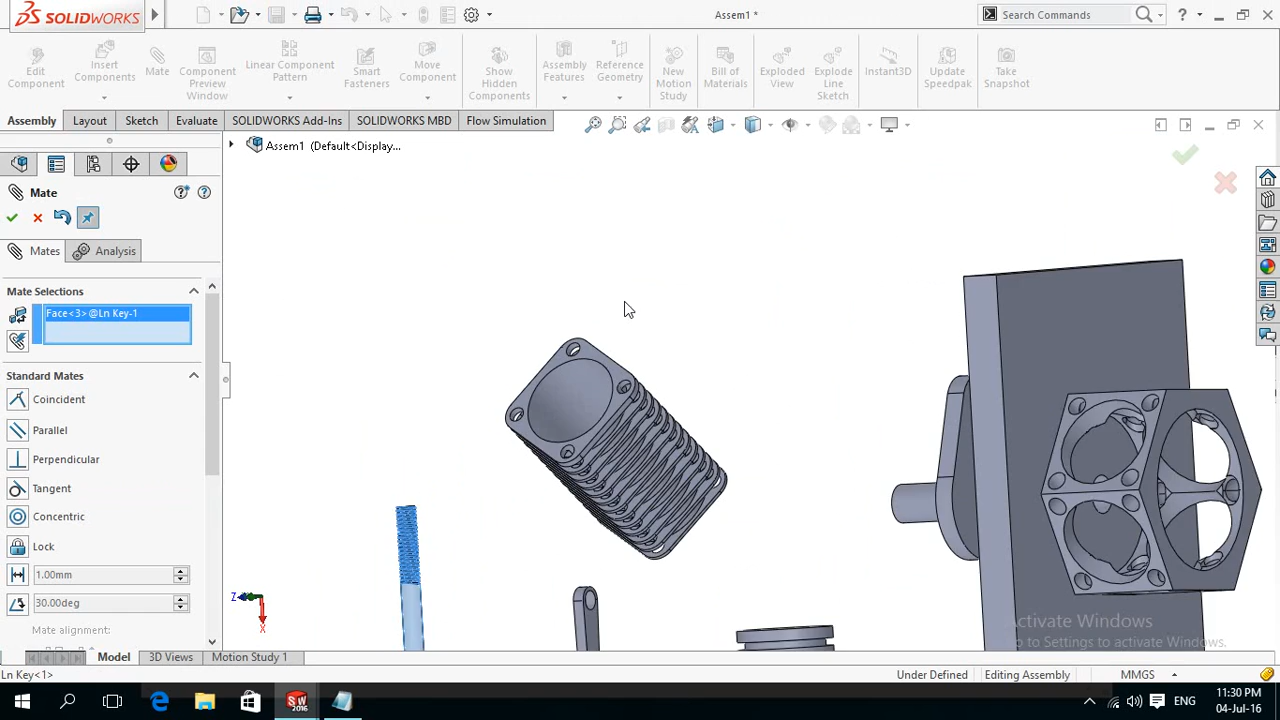 SOLIDWORKS
Assem1 *
Search Commands
Edit Component
Insert Components
Mate
Component Preview Window
Linear Component Pattern
Smart Fasteners
Move Component
Show Hidden Components
Assembly Features
Reference Geometry
New Motion Study
Bill of Materials
Exploded View
Explode Line Sketch
Instant3D
Update Speedpak
Take Snapshot
Assembly
Layout
Sketch
Evaluate
SOLIDWORKS Add-Ins
SOLIDWORKS MBD
Flow Simulation
Assem1 (Default<Display...
Mate
Mates
Analysis
Mate Selections
Face<3>@Ln Key-1
Standard Mates
Coincident
Parallel
Perpendicular
Tangent
Concentric
Lock
1.00mm
30.00deg
Mate alignment:
Z
X
Activate Windows
Go to Settings to activate Windows.
Model
3D Views
Motion Study 1
Ln Key<1>
Under Defined
Editing Assembly
MMGS
SW
2016
ENG
11:30 PM
04-Jul-16